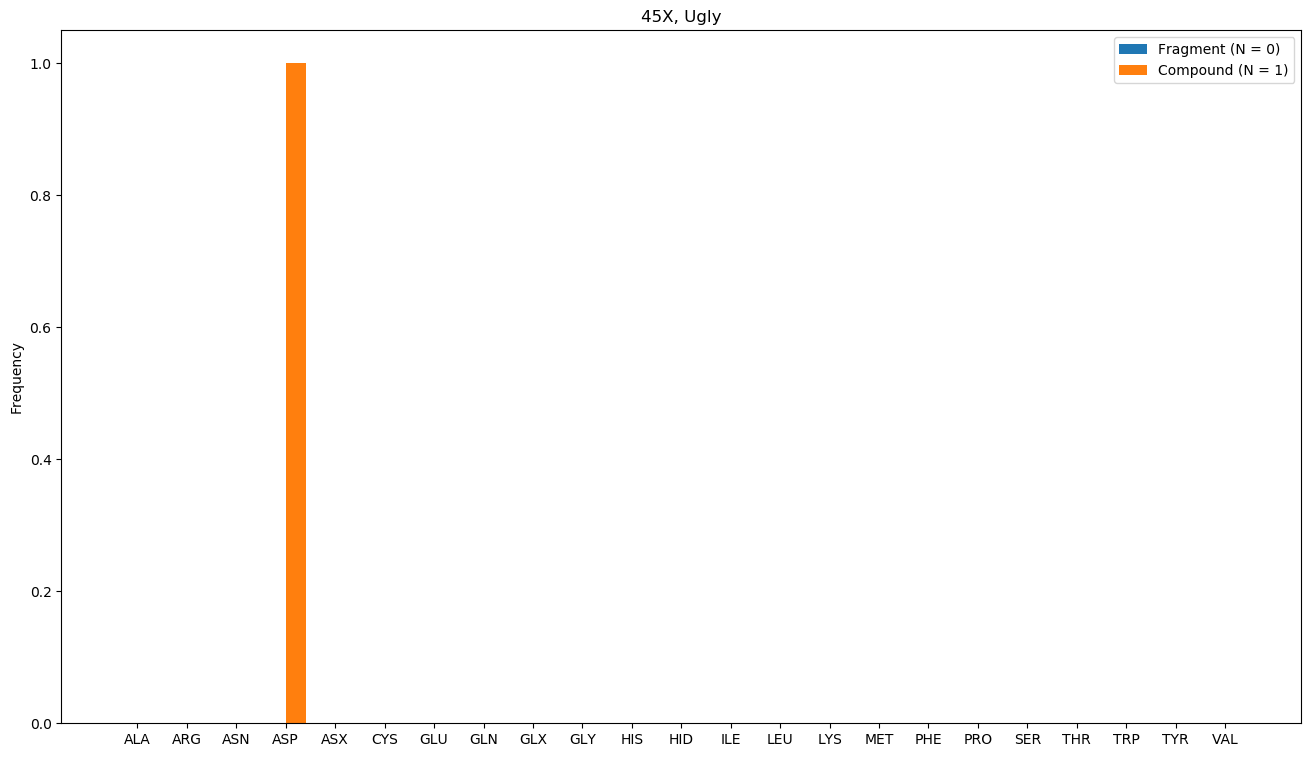 45X, Ugly
Fragment (N = 0)
Compound (N = 1)
Frequency
1.0
0.8
0.6
0.4
0.2
0.0
ALA ARG ASN ASP ASX CYS GLU GLN GLX GLY HIS HID ILE LEU LYS MET PHE PRO SER THR TRP TYR VAL